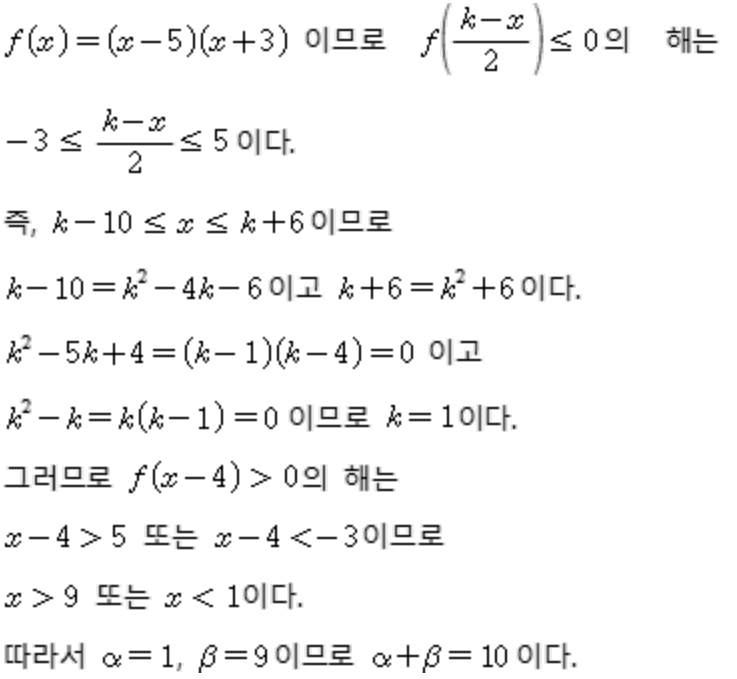 f(x)=(x−5)(x+3) 이므로 f((k−x)/2)≤ 0의 해는
−3 ≤ (k−x)/2 ≤ 5 이다.
즉, k−10 ≤ x ≤ k+6 이므로
k−10=k²−4k−6 이고 k+6=k²+6 이다.
k²−5k+4=(k−1)(k−4)=0 이고
k²−k=k(k−1)=0 이므로 k=1이다.
그러므로 f(x−4)> 0의 해는
x−4>5 또는 x−4<−3이므로
x>9 또는 x< 1이다.
따라서 α=1, β=9이므로 α+β=10 이다.